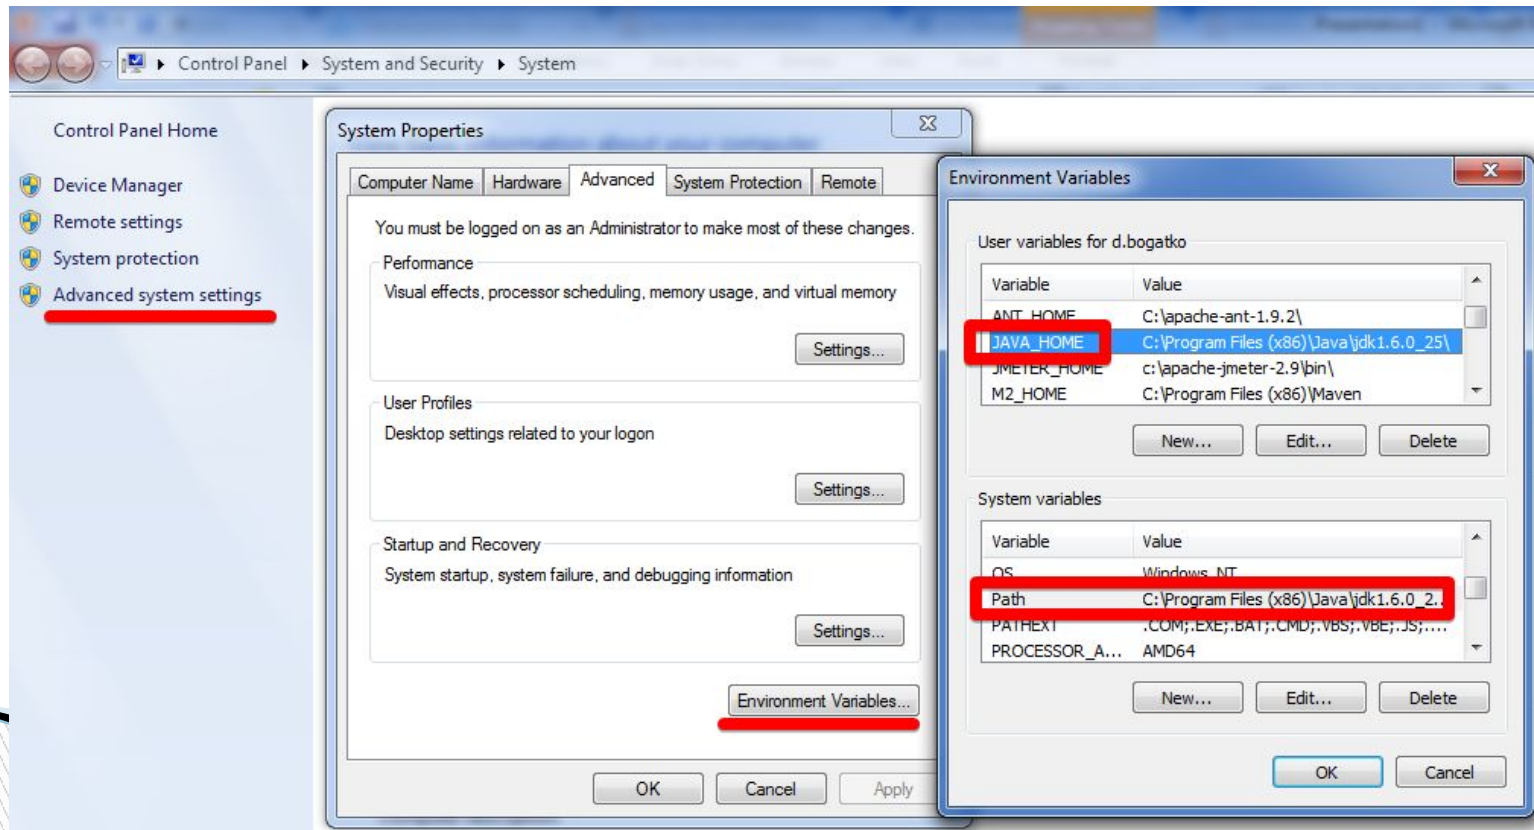 Control Panel ▸ System and Security ▸ System
Control Panel Home
Device Manager
Remote settings
System protection
Advanced system settings
System Properties
Computer Name Hardware Advanced System Protection Remote
You must be logged on as an Administrator to make most of these changes.
Performance
Visual effects, processor scheduling, memory usage, and virtual memory
Settings...
User Profiles
Desktop settings related to your logon
Settings...
Startup and Recovery
System startup, system failure, and debugging information
Settings...
Environment Variables...
OK Cancel Apply
Environment Variables
User variables for d.bogatko
Variable Value
ANT_HOME C:\apache-ant-1.9.2\
JAVA_HOME C:\Program Files (x86)\Java\jdk1.6.0_25\
JMETER_HOME c:\apache-jmeter-2.9\bin\
M2_HOME C:\Program Files (x86)\Maven
New... Edit... Delete
System variables
Variable Value
OS Windows_NT
Path C:\Program Files (x86)\Java\jdk1.6.0_2...
PATHEXT .COM;.EXE;.BAT;.CMD;.VBS;.VBE;.JS;....
PROCESSOR_A... AMD64
New... Edit... Delete
OK Cancel